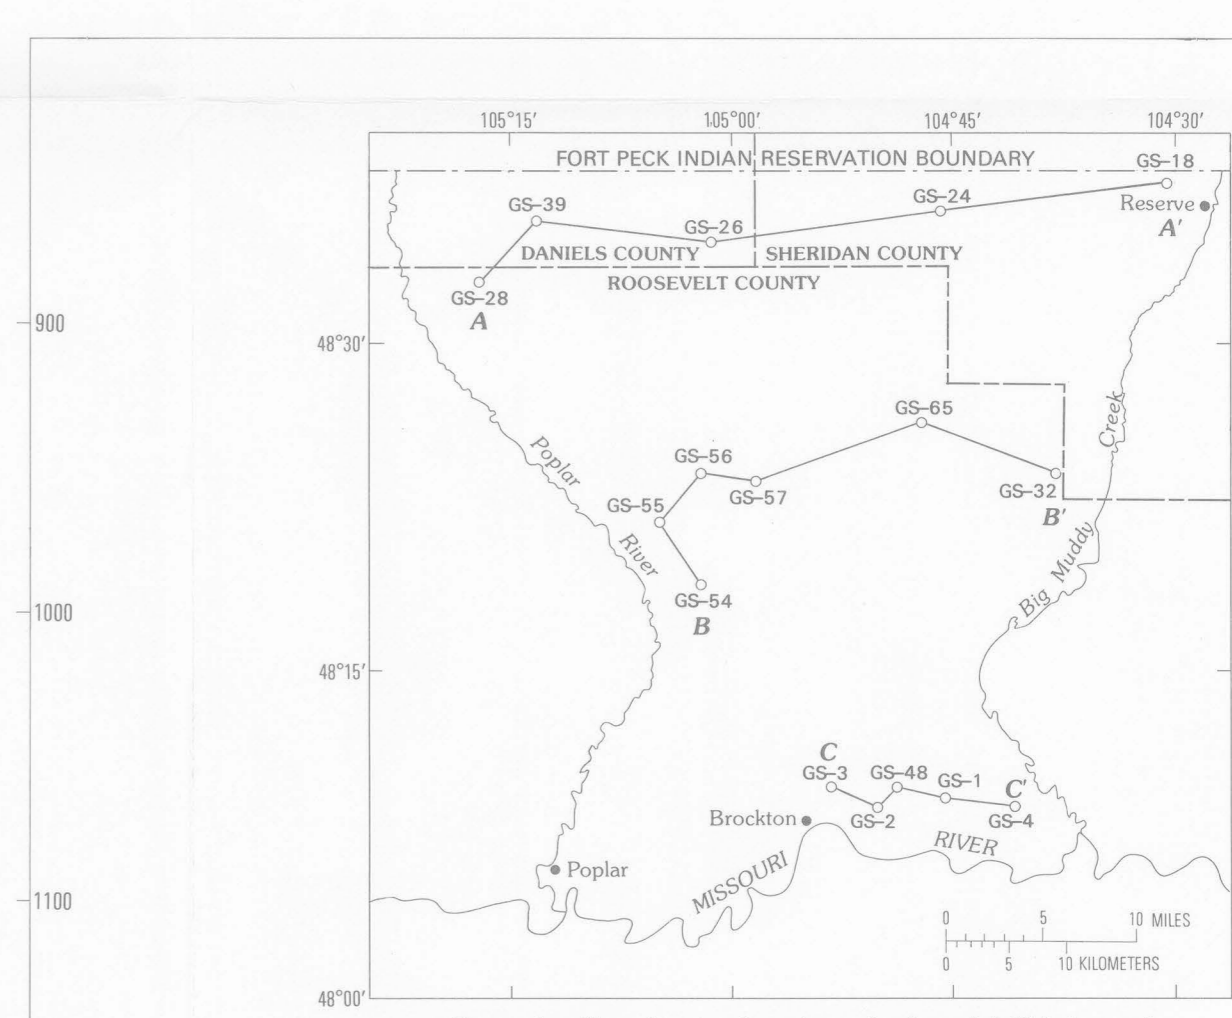 105°15′ 105°00′ 104°45′ 104°30′
FORT PECK INDIAN RESERVATION BOUNDARY
GS–18
GS–39
GS–24
Reserve
A′
GS–26
DANIELS COUNTY
SHERIDAN COUNTY
ROOSEVELT COUNTY
GS–28
A
900
48°30′
GS–65
Creek
Poplar
GS–56
GS–57
GS–32
B′
GS–55
River
Muddy
Big
GS–54
B
1000
48°15′
C
GS–3
GS–48
GS–1
C′
Brockton
GS–2
GS–4
RIVER
MISSOURI
Poplar
1100
0 5 10 MILES
0 5 10 KILOMETERS
48°00′